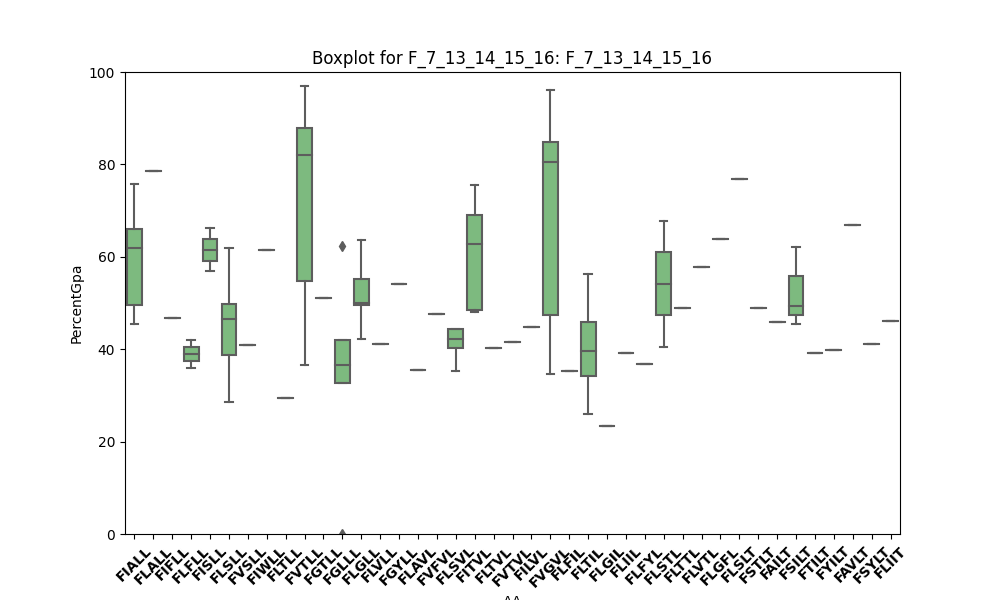 Boxplot for F_7_13_14_15_16: F_7_13_14_15_16
PercentGpa
100
80
60
40
20
0
FIALL
FLALL
FIFLL
FLFLL
FISLL
FLSLL
FVSLL
FIWLL
FLTLL
FVTLL
FGTLL
FGLLL
FLGLL
FLVLL
FGYLL
FLAVL
FVFVL
FLSVL
FITVL
FLTVL
FVTVL
FILVL
FVGVL
FLFIL
FLTIL
FLGIL
FLIIL
FLFYL
FLSTL
FLTTL
FLVTL
FLGFL
FLSLT
FSTLT
FAILT
FSILT
FTILT
FYILT
FAVLT
FSYLT
FLIIT
AA